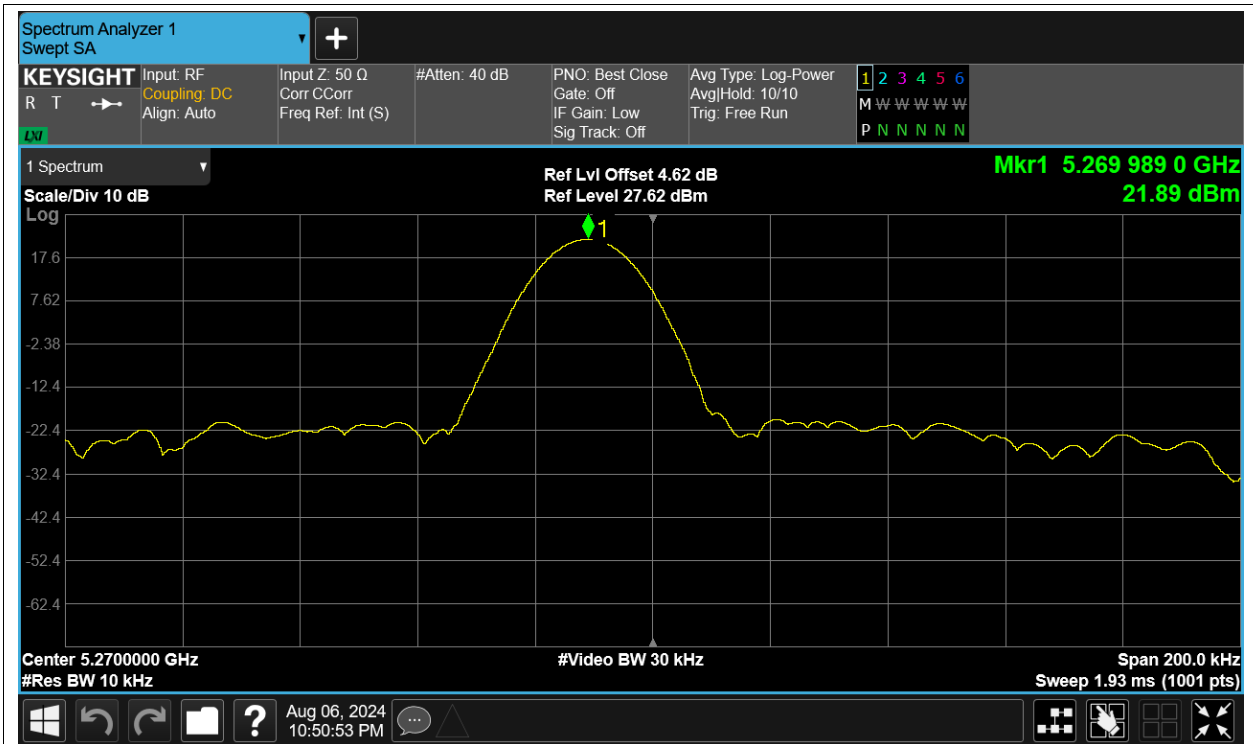 Spectrum Analyzer 1
Swept SA
KEYSIGHT
R T
LXI
Input: RF
Coupling: DC
Align: Auto
Input Z: 50 Ω
Corr CCorr
Freq Ref: Int (S)
#Atten: 40 dB
PNO: Best Close
Gate: Off
IF Gain: Low
Sig Track: Off
Avg Type: Log-Power
Avg|Hold: 10/10
Trig: Free Run
1 2 3 4 5 6
M W W W W W
P N N N N N
1 Spectrum
Scale/Div 10 dB
Log
Ref Lvl Offset 4.62 dB
Ref Level 27.62 dBm
Mkr1 5.269 989 0 GHz
21.89 dBm
1
17.6
7.62
-2.38
-12.4
-22.4
-32.4
-42.4
-52.4
-62.4
Center 5.2700000 GHz
#Video BW 30 kHz
Span 200.0 kHz
#Res BW 10 kHz
Sweep 1.93 ms (1001 pts)
?
Aug 06, 2024
10:50:53 PM